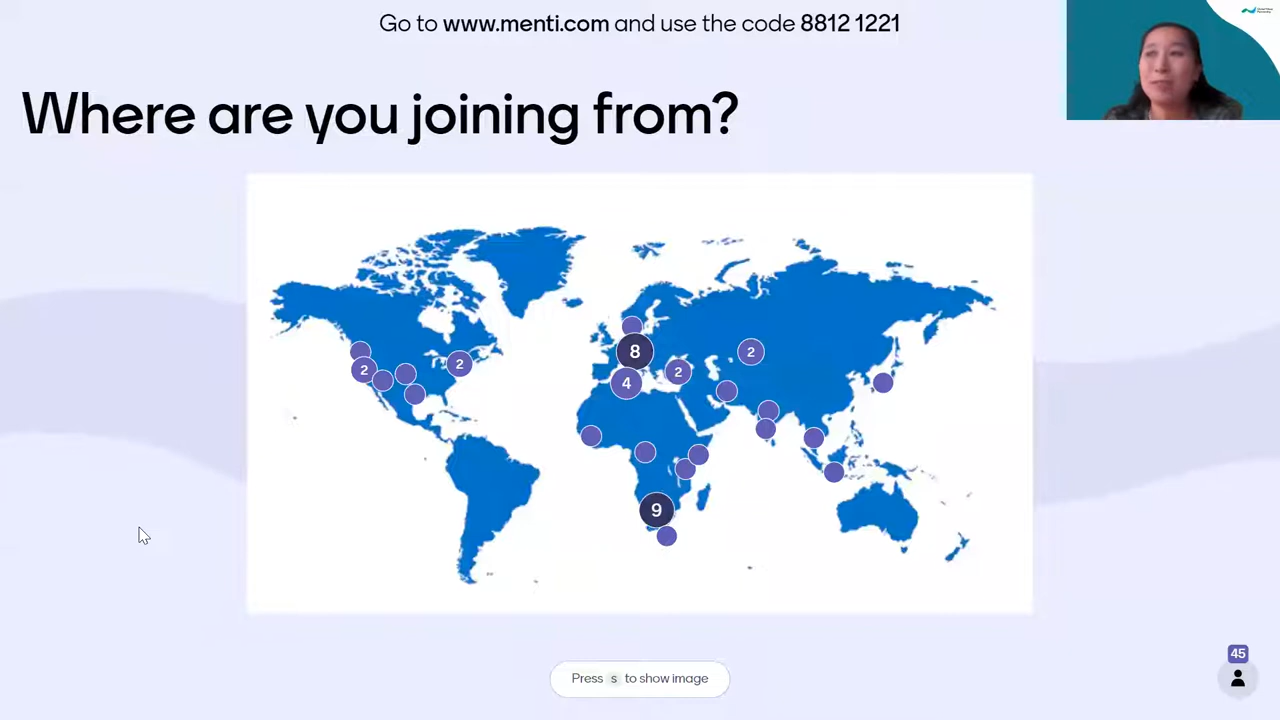 Go to www.menti.com and use the code 8812 1221
Where are you joining from?
8
2
2
2
2
4
9
Press s to show image
45